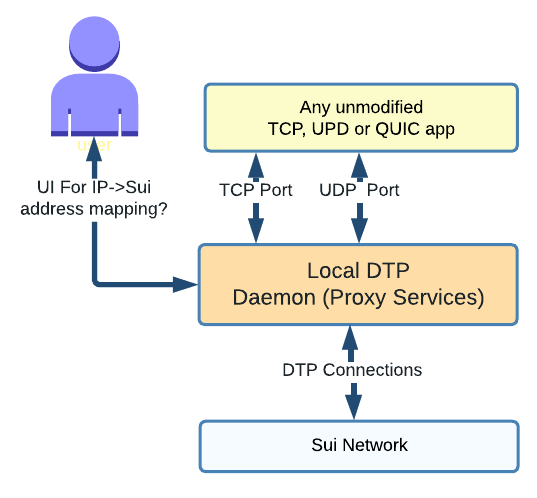 user
UI For IP->Sui
address mapping?
Any unmodified
TCP, UPD or QUIC app
TCP Port
UDP Port
Local DTP
Daemon (Proxy Services)
DTP Connections
Sui Network